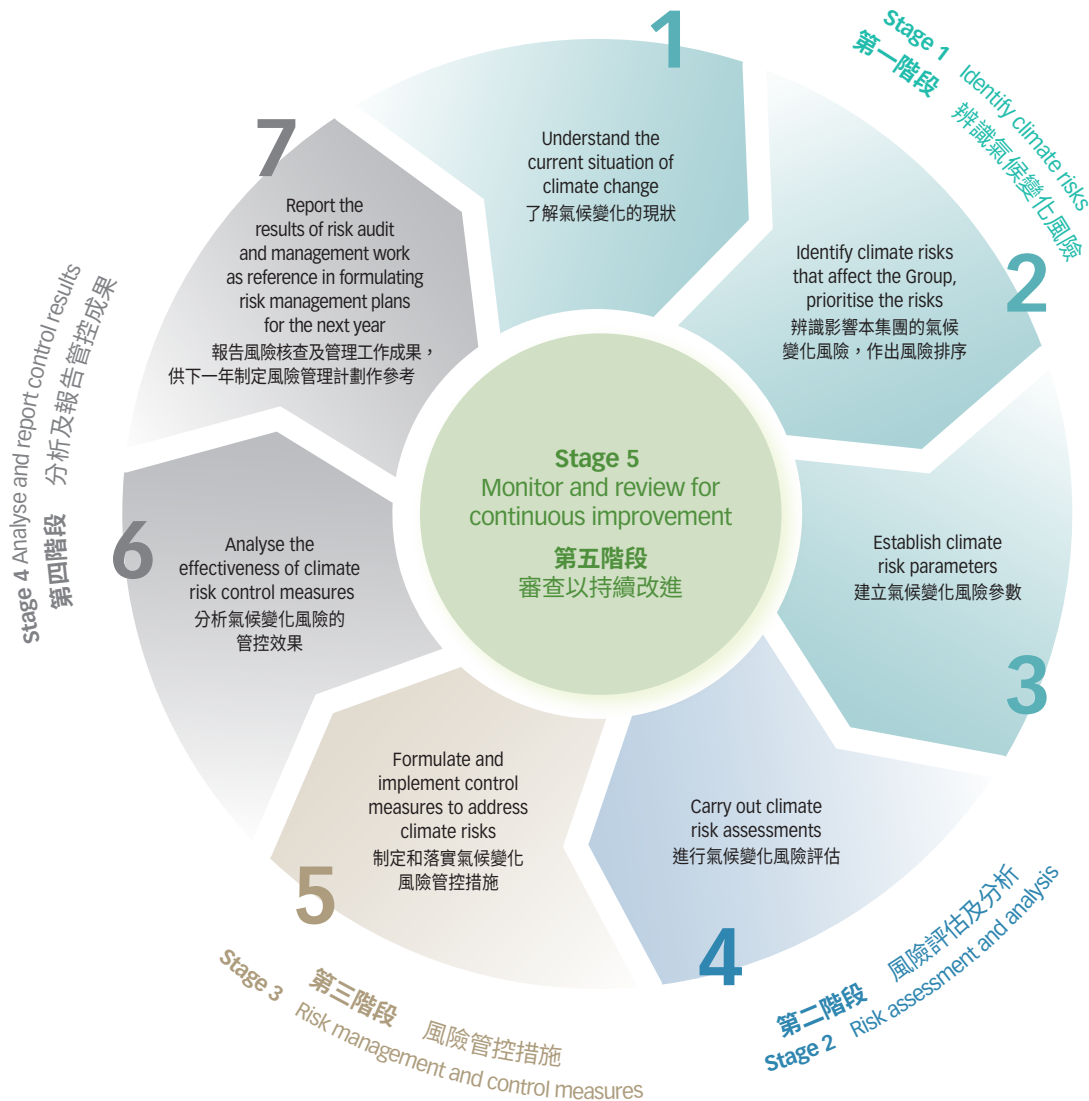 1
Understand the
current situation of
climate change
了解氣候變化的現狀
Stage 1 Identify climate risks
第一階段 辨識氣候變化風險
2
Identify climate risks
that affect the Group,
prioritise the risks
辨識影響本集團的氣候
變化風險，作出風險排序
3
Establish climate
risk parameters
建立氣候變化風險參數
4
Carry out climate
risk assessments
進行氣候變化風險評估
第二階段 風險評估及分析
Stage 2 Risk assessment and analysis
5
Formulate and
implement control
measures to address
climate risks
制定和落實氣候變化
風險管控措施
第三階段 風險管控措施
Stage 3 Risk management and control measures
6
Analyse the
effectiveness of climate
risk control measures
分析氣候變化風險的
管控效果
7
Report the
results of risk audit
and management work
as reference in formulating
risk management plans
for the next year
報告風險核查及管理工作成果，
供下一年制定風險管理計劃作參考
Stage 4 Analyse and report control results
第四階段 分析及報告管控成果
Stage 5
Monitor and review for
continuous improvement
第五階段
審查以持續改進